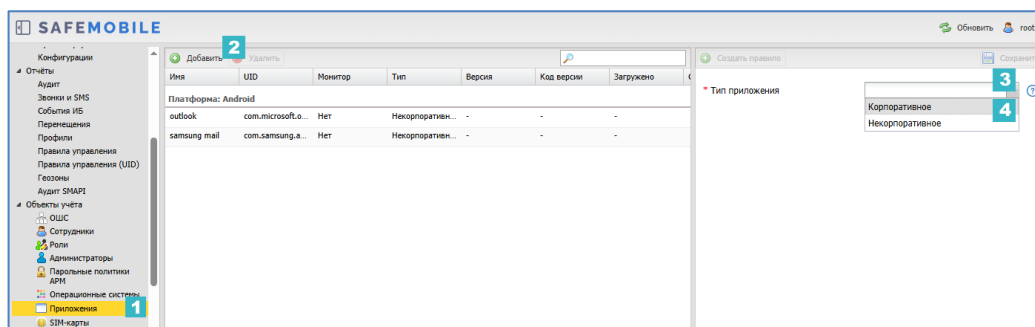 SAFEMOBILE
Обновить root
Конфигурации
Отчёты
Аудит
Звонки и SMS
События ИБ
Перемещения
Профили
Правила управления
Правила управления (UID)
Геозоны
Аудит SMAPI
Объекты учёта
ОШС
Сотрудники
Роли
Администраторы
Парольные политики
АРМ
Операционные системы
Приложения 1
SIM-карты
Добавить 2 Удалить
Имя UID Монитор Тип Версия Код версии Загружено
Платформа: Android
outlook com.microsoft.o... Нет Некорпоративн... - - -
samsung mail com.samsung.a... Нет Некорпоративн... - - -
Создать правило Сохранит
* Тип приложения 3
Корпоративное 4
Некорпоративное